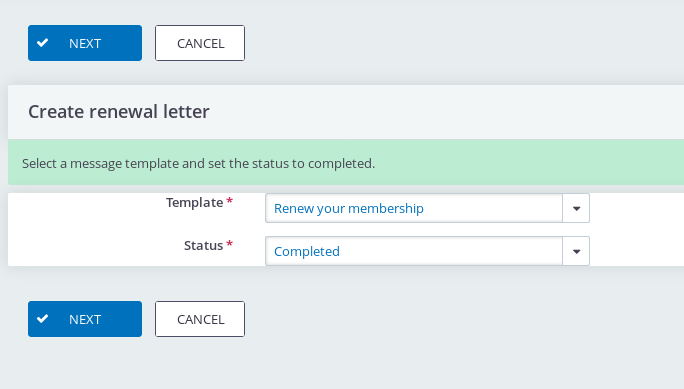 NEXT CANCEL
Create renewal letter
Select a message template and set the status to completed.
Template * Renew your membership
Status * Completed
NEXT CANCEL